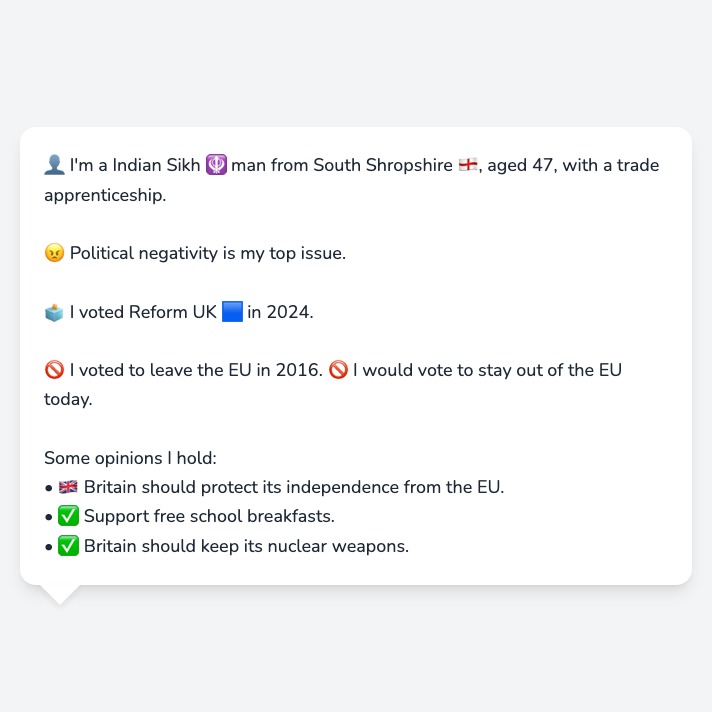 👤 I'm a Indian Sikh 🪯 man from South Shropshire 🏴󠁧󠁢󠁥󠁮󠁧󠁿, aged 47, with a trade
apprenticeship.
😠 Political negativity is my top issue.
🗳️ I voted Reform UK 🟦 in 2024.
🚫 I voted to leave the EU in 2016. 🚫 I would vote to stay out of the EU
today.
Some opinions I hold:
• 🇬🇧 Britain should protect its independence from the EU.
• ✅ Support free school breakfasts.
• ✅ Britain should keep its nuclear weapons.